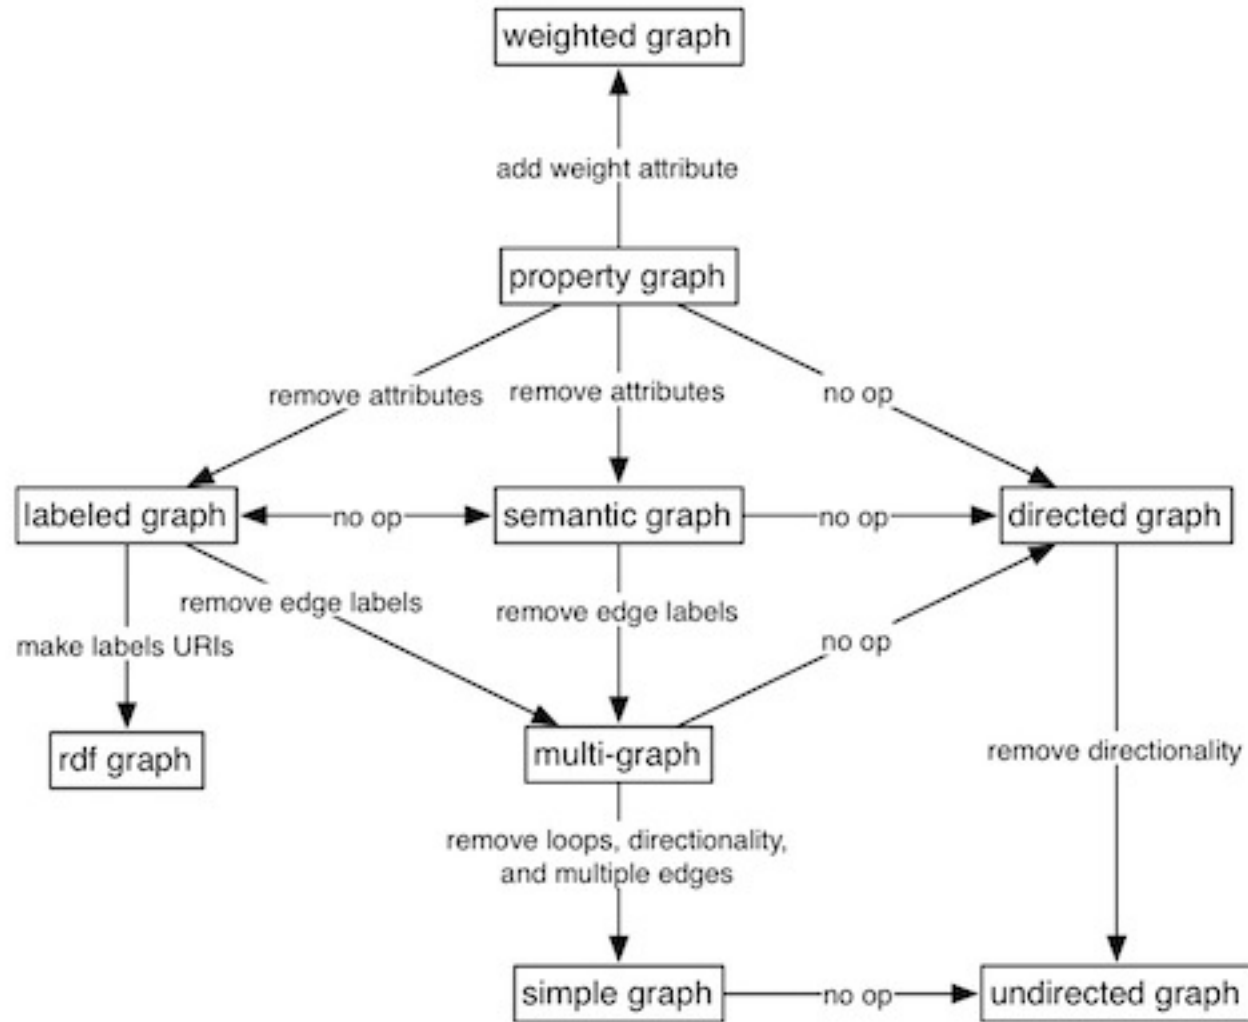 weighted graph
add weight attribute
property graph
remove attributes
remove attributes
no op
labeled graph
no op
semantic graph
no op
directed graph
remove edge labels
remove edge labels
make labels URIs
no op
rdf graph
multi-graph
remove directionality
remove loops, directionality,
and multiple edges
simple graph
no op
undirected graph